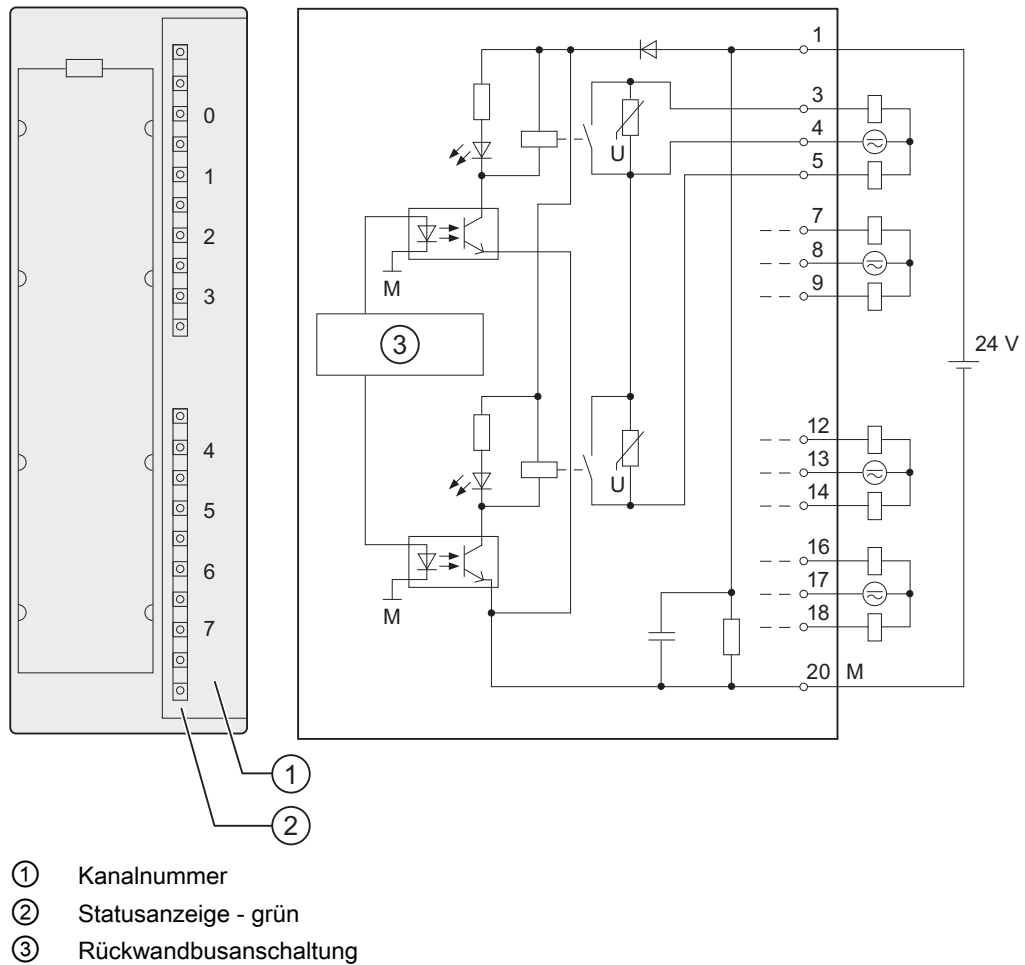 0
1
2
3
4
5
6
7
1
2
1
3
4
5
7
8
9
12
13
14
16
17
18
20 M
24 V
U
M
3
U
M
① Kanalnummer
② Statusanzeige - grün
③ Rückwandbusanschaltung